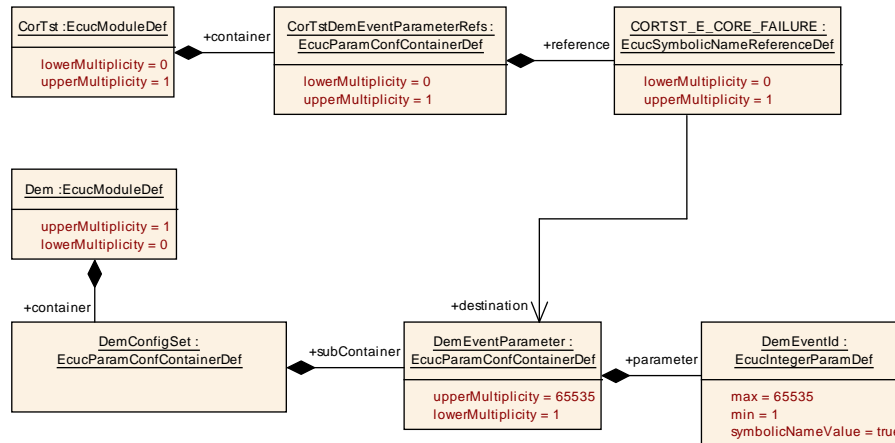 CorTst :EcucModuleDef
lowerMultiplicity = 0
upperMultiplicity = 1
+container
CorTstDemEventParameterRefs:
EcucParamConfContainerDef
lowerMultiplicity = 0
upperMultiplicity = 1
+reference
CORTST_E_CORE_FAILURE :
EcucSymbolicNameReferenceDef
lowerMultiplicity = 0
upperMultiplicity = 1
Dem :EcucModuleDef
upperMultiplicity = 1
lowerMultiplicity = 0
+container
+destination
DemConfigSet :
EcucParamConfContainerDef
+subContainer
DemEventParameter :
EcucParamConfContainerDef
upperMultiplicity = 65535
lowerMultiplicity = 1
+parameter
DemEventId :
EcucIntegerParamDef
max = 65535
min = 1
symbolicNameValue = true